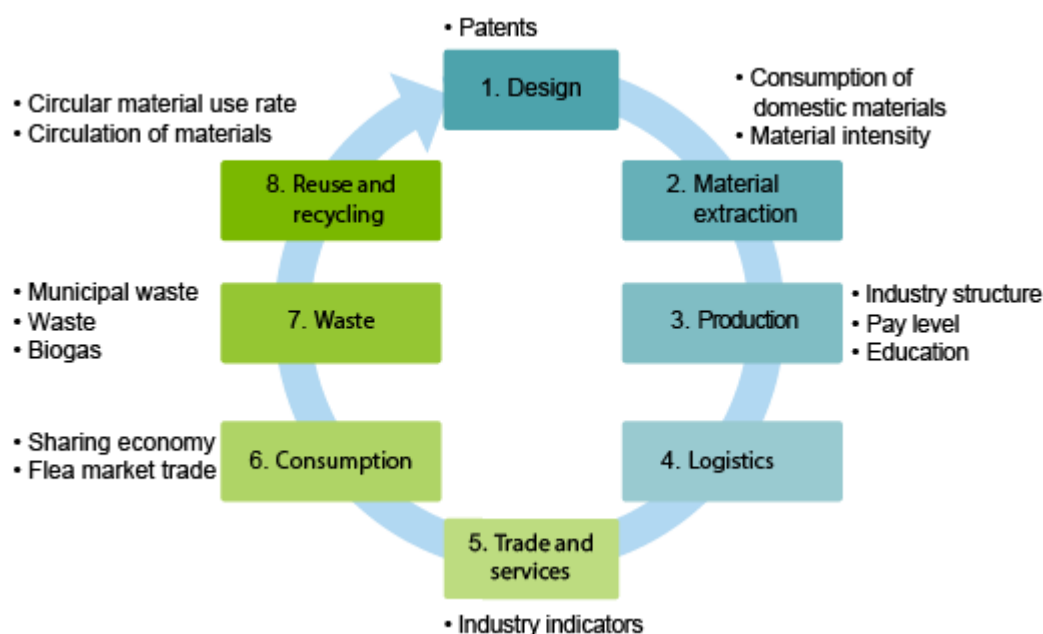 • Patents
1. Design
• Consumption of
domestic materials
• Material intensity
2. Material
extraction
3. Production
• Industry structure
• Pay level
• Education
4. Logistics
5. Trade and
services
• Industry indicators
6. Consumption
• Sharing economy
• Flea market trade
7. Waste
• Municipal waste
• Waste
• Biogas
8. Reuse and
recycling
• Circular material use rate
• Circulation of materials